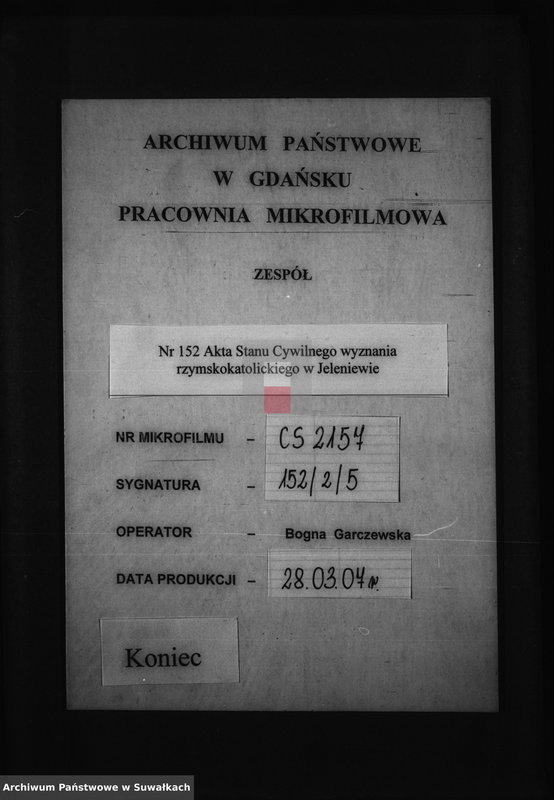 ARCHIWUM PAŃSTWOWE
W GDAŃSKU
PRACOWNIA MIKROFILMOWA
ZESPÓŁ
Nr 152 Akta Stanu Cywilnego wyznania
rzymskokatolickiego w Jeleniewie
NR MIKROFILMU – CS 2157
SYGNATURA – 152/2/5
OPERATOR – Bogna Garczewska
DATA PRODUKCJI – 28.03.07r.
Koniec
Archiwum Państwowe w Suwałkach